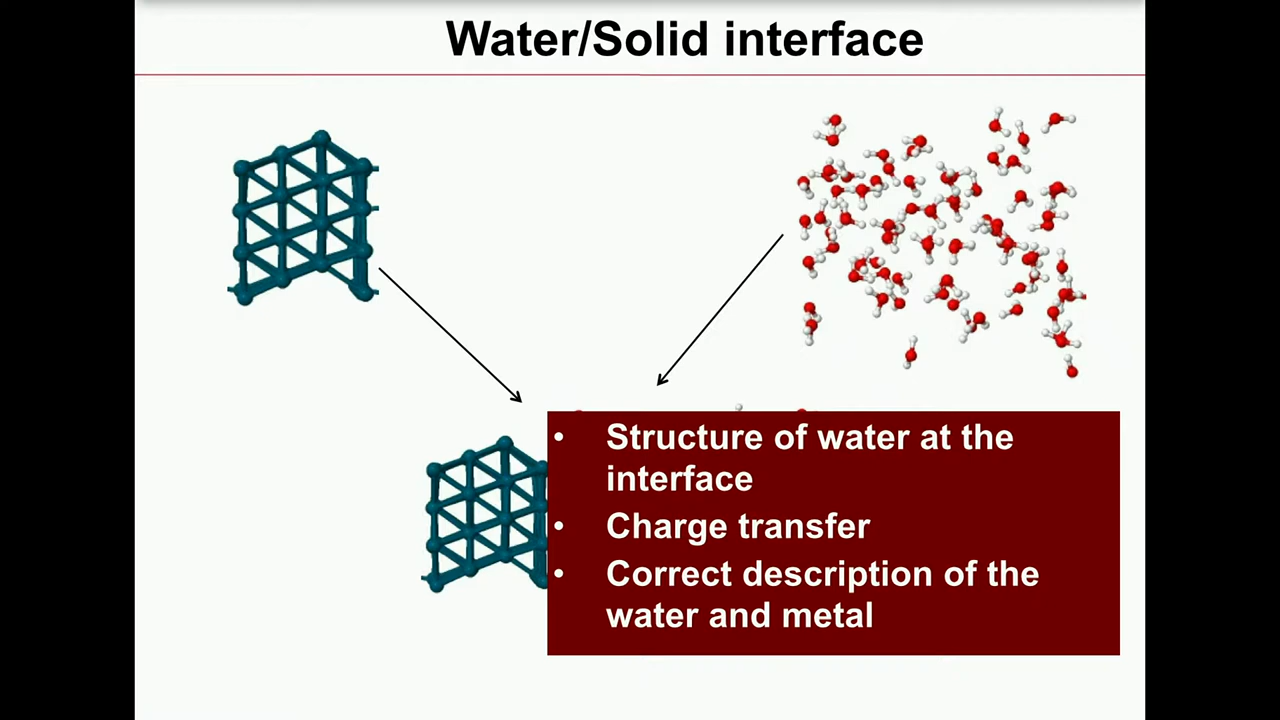 Water/Solid interface
• Structure of water at the
interface
• Charge transfer
• Correct description of the
water and metal